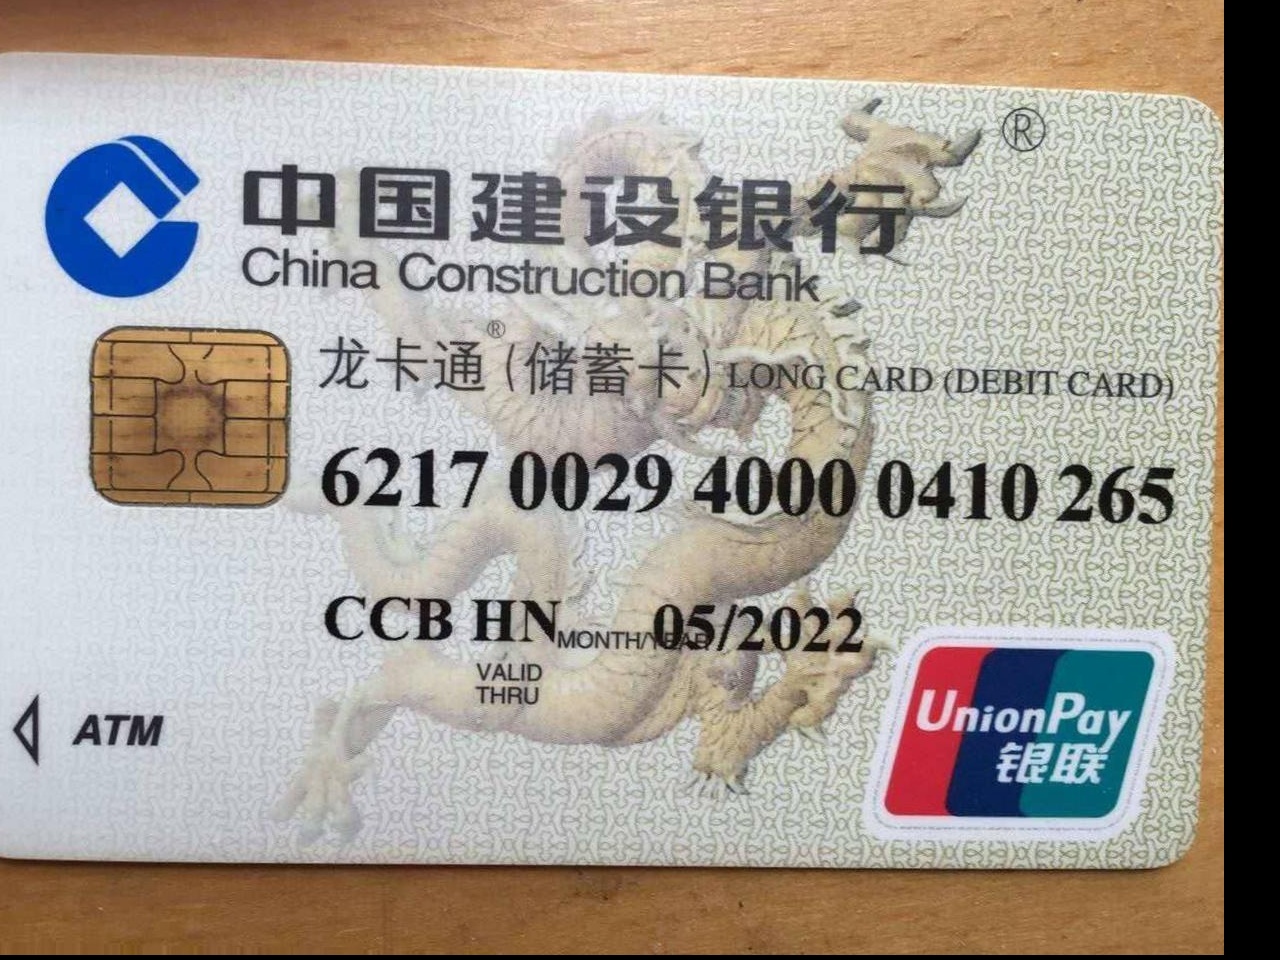 ®
中国建设银行
China Construction Bank
龙卡通®(储蓄卡) LONG CARD (DEBIT CARD)
6217 0029 4000 0410 265
CCB HN 05/2022
MONTH/YEAR
VALID
THRU
ATM
UnionPay
银联